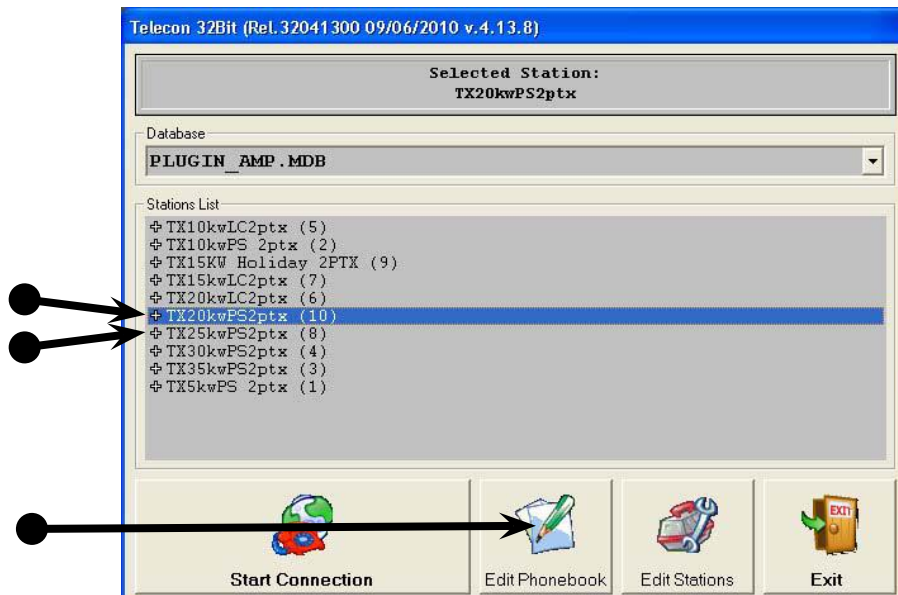 Telecon 32Bit (Rel.32041300 09/06/2010 v.4.13.8)
Selected Station:
TX20kwPS2ptx
Database
PLUGIN_AMP.MDB
Stations List
TX10kwLC2ptx (5)
TX10kwPS 2ptx (2)
TX15KW Holiday 2PTX (9)
TX15kwLC2ptx (7)
TX20kwLC2ptx (6)
TX20kwPS2ptx (10)
TX25kwPS2ptx (8)
TX30kwPS2ptx (4)
TX35kwPS2ptx (3)
TX5kwPS 2ptx (1)
EXIT
Start Connection
Edit Phonebook
Edit Stations
Exit